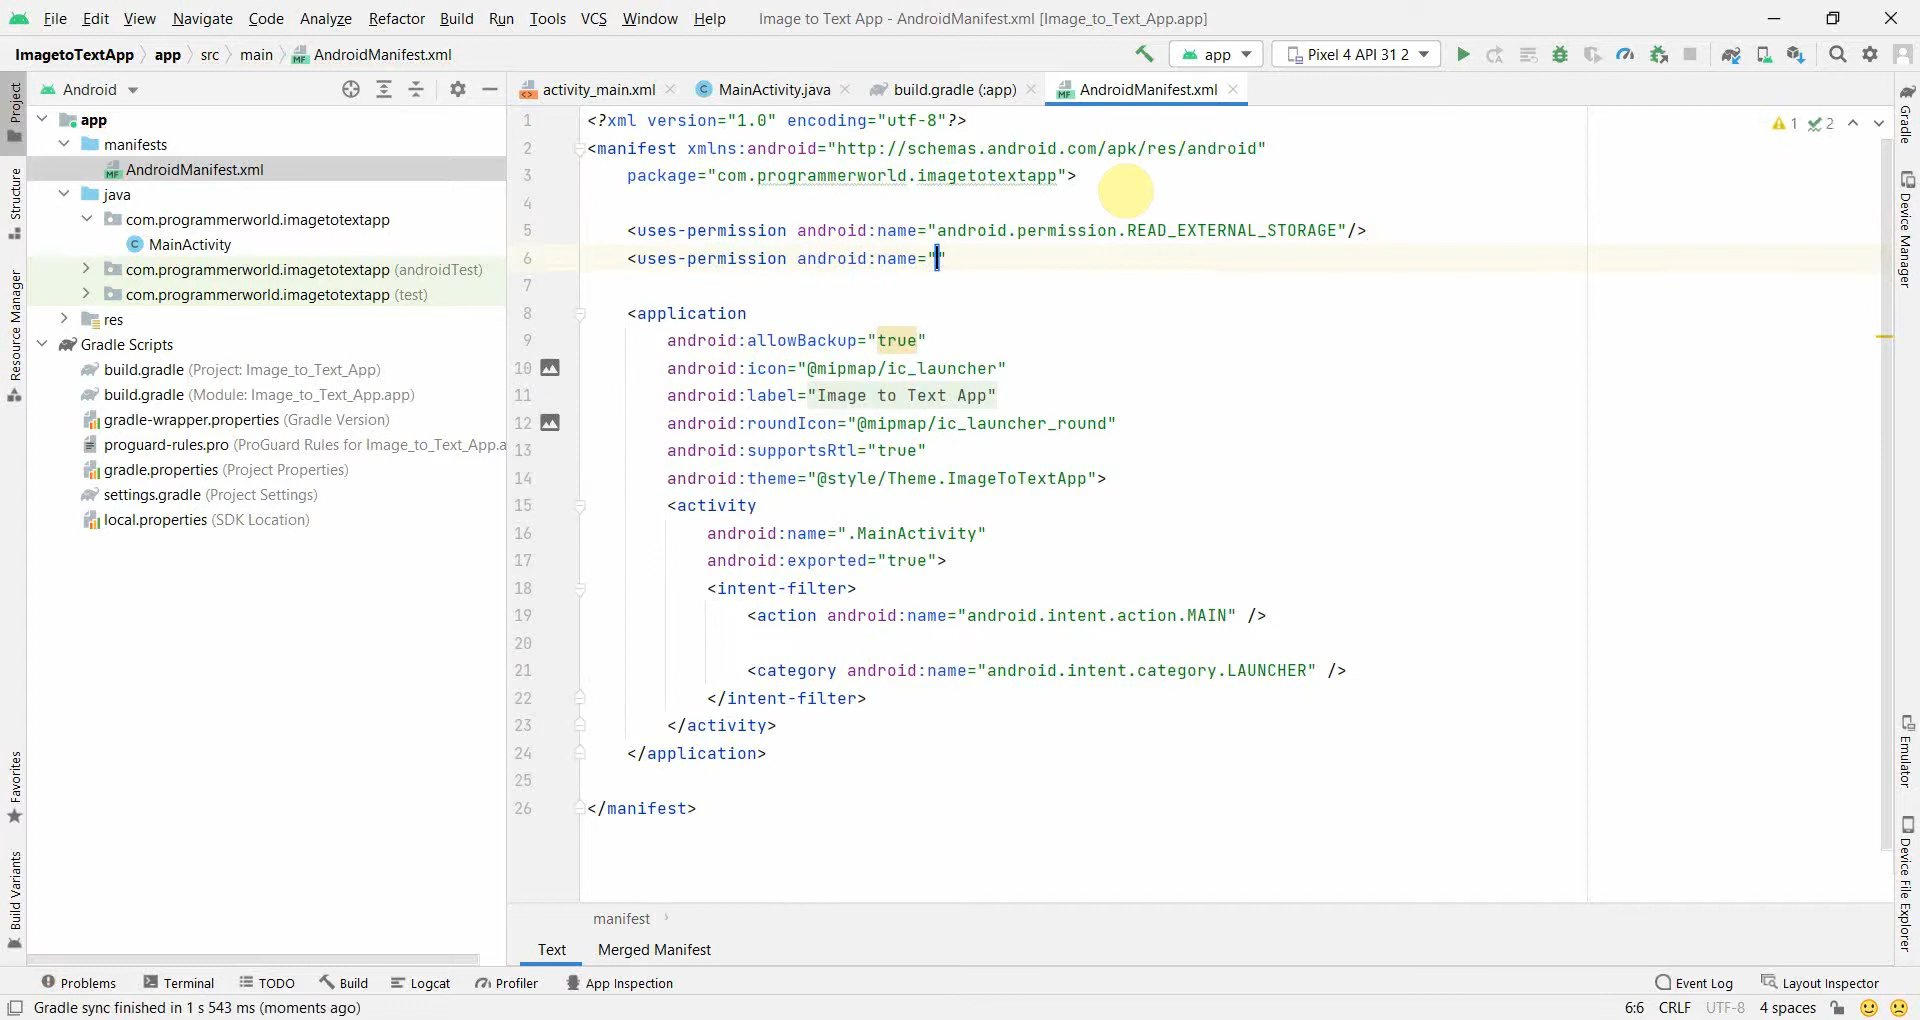 File Edit View Navigate Code Analyze Refactor Build Run Tools VCS Window Help Image to Text App - AndroidManifest.xml [Image_to_Text_App.app]
ImagetoTextApp app src main AndroidManifest.xml app Pixel 4 API 31 2
Project
Structure
Resource Manager
Favorites
Build Variants
Android
app
manifests
AndroidManifest.xml
java
com.programmerworld.imagetotextapp
MainActivity
com.programmerworld.imagetotextapp (androidTest)
com.programmerworld.imagetotextapp (test)
res
Gradle Scripts
build.gradle (Project: Image_to_Text_App)
build.gradle (Module: Image_to_Text_App.app)
gradle-wrapper.properties (Gradle Version)
proguard-rules.pro (ProGuard Rules for Image_to_Text_App.a
gradle.properties (Project Properties)
settings.gradle (Project Settings)
local.properties (SDK Location)
activity_main.xml MainActivity.java build.gradle (:app) AndroidManifest.xml
1 2
1 <?xml version="1.0" encoding="utf-8"?>
2 <manifest xmlns:android="http://schemas.android.com/apk/res/android"
3 package="com.programmerworld.imagetotextapp">
4
5 <uses-permission android:name="android.permission.READ_EXTERNAL_STORAGE"/>
6 <uses-permission android:name=""
7
8 <application
9 android:allowBackup="true"
10 android:icon="@mipmap/ic_launcher"
11 android:label="Image to Text App"
12 android:roundIcon="@mipmap/ic_launcher_round"
13 android:supportsRtl="true"
14 android:theme="@style/Theme.ImageToTextApp">
15 <activity
16 android:name=".MainActivity"
17 android:exported="true">
18 <intent-filter>
19 <action android:name="android.intent.action.MAIN" />
20
21 <category android:name="android.intent.category.LAUNCHER" />
22 </intent-filter>
23 </activity>
24 </application>
25
26 </manifest>
manifest
Text Merged Manifest
Gradle
Device Manager
Emulator
Device File Explorer
Problems Terminal TODO Build Logcat Profiler App Inspection Event Log Layout Inspector
Gradle sync finished in 1 s 543 ms (moments ago) 6:6 CRLF UTF-8 4 spaces